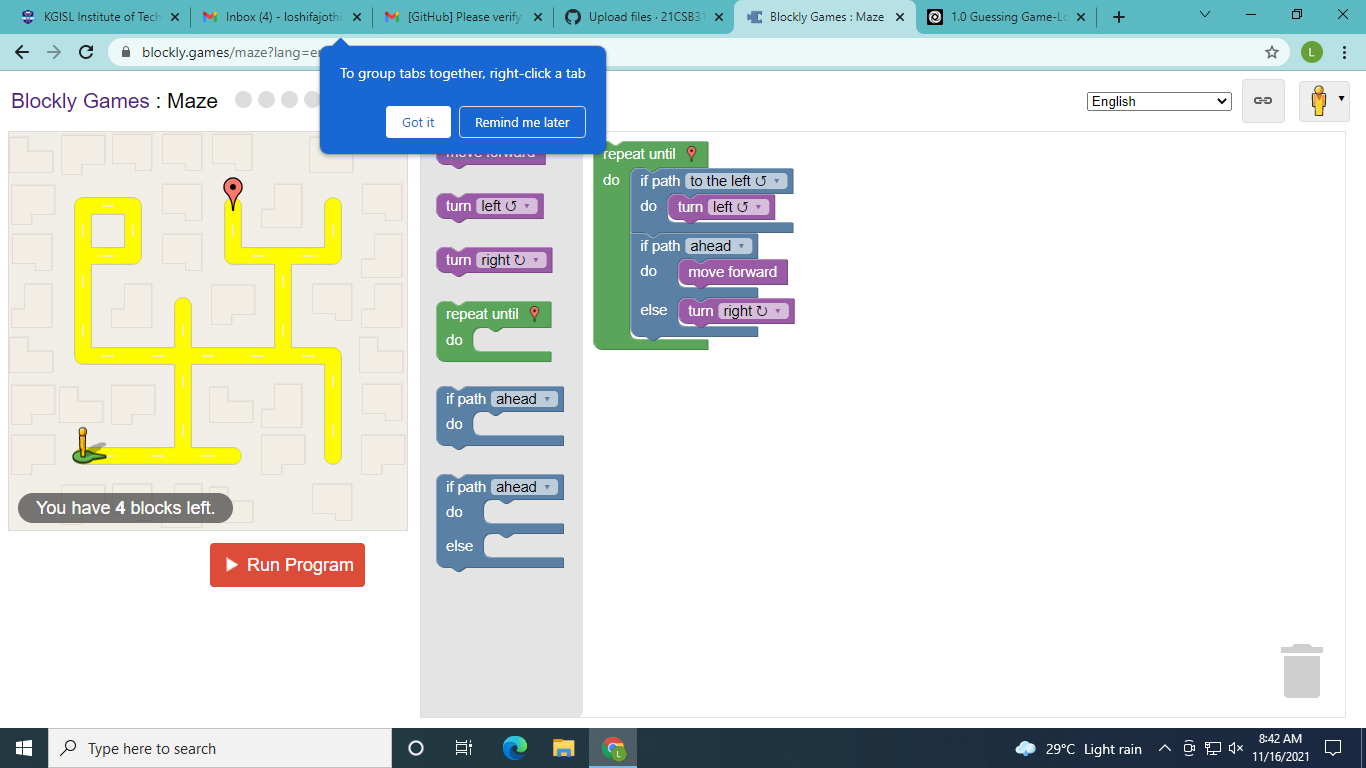 KGISL Institute of Tech
Inbox (4) - loshifajothi
[GitHub] Please verify
Upload files · 21CSB31
Blockly Games : Maze
1.0 Guessing Game-Lo
blockly.games/maze?lang=en
L
To group tabs together, right-click a tab
Got it
Remind me later
Blockly Games : Maze
English
move forward
turn left ↺
turn right ↻
repeat until
do
if path ahead
do
if path ahead
do
else
repeat until
do
if path to the left ↺
do turn left ↺
if path ahead
do move forward
else turn right ↻
You have 4 blocks left.
Run Program
Type here to search
L
29°C Light rain
8:42 AM
11/16/2021